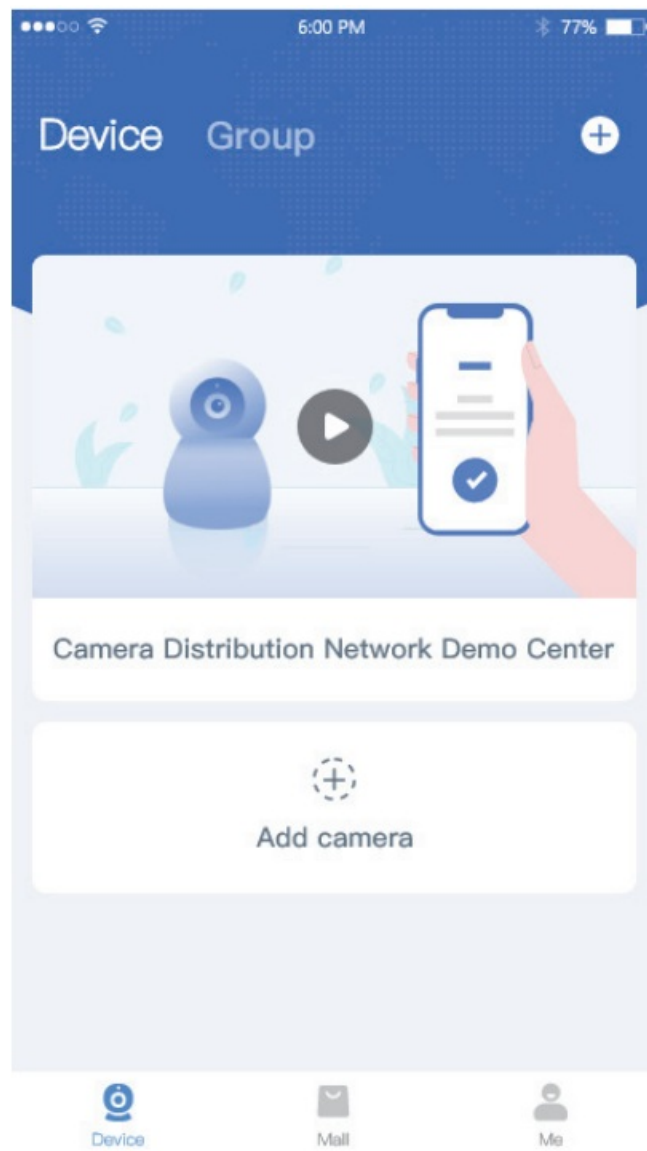 6:00 PM 77%
Device Group
Camera Distribution Network Demo Center
Add camera
Device Mall Me